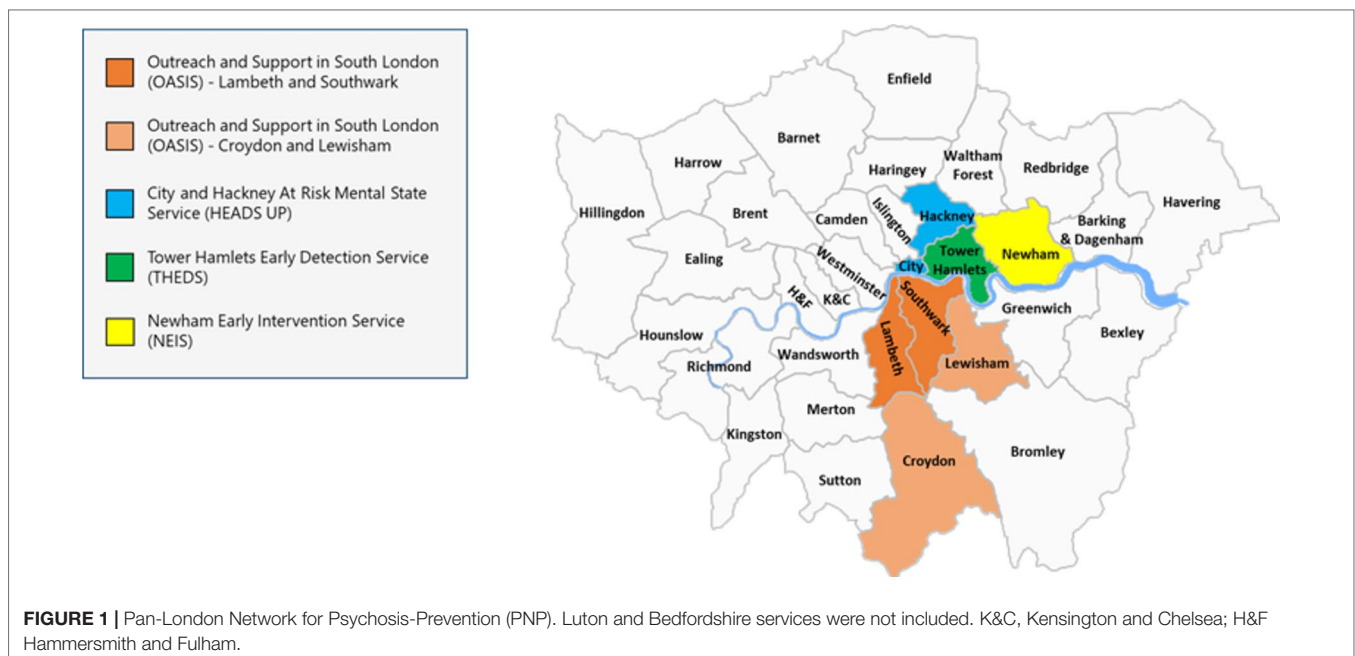 Outreach and Support in South London
(OASIS) - Lambeth and Southwark
Outreach and Support in South London
(OASIS) - Croydon and Lewisham
City and Hackney At Risk Mental State
Service (HEADS UP)
Tower Hamlets Early Detection Service
(THEDS)
Newham Early Intervention Service
(NEIS)
Enfield
Barnet
Harrow
Haringey
Waltham
Forest
Redbridge
Havering
Hillingdon
Brent
Camden
Islington
Hackney
Barking
& Dagenham
Ealing
Westminster
City
Tower
Hamlets
Newham
H&F
K&C
Southwark
Greenwich
Hounslow
Lambeth
Bexley
Richmond
Wandsworth
Lewisham
Merton
Kingston
Croydon
Bromley
Sutton
FIGURE 1 | Pan-London Network for Psychosis-Prevention (PNP). Luton and Bedfordshire services were not included. K&C, Kensington and Chelsea; H&F
Hammersmith and Fulham.